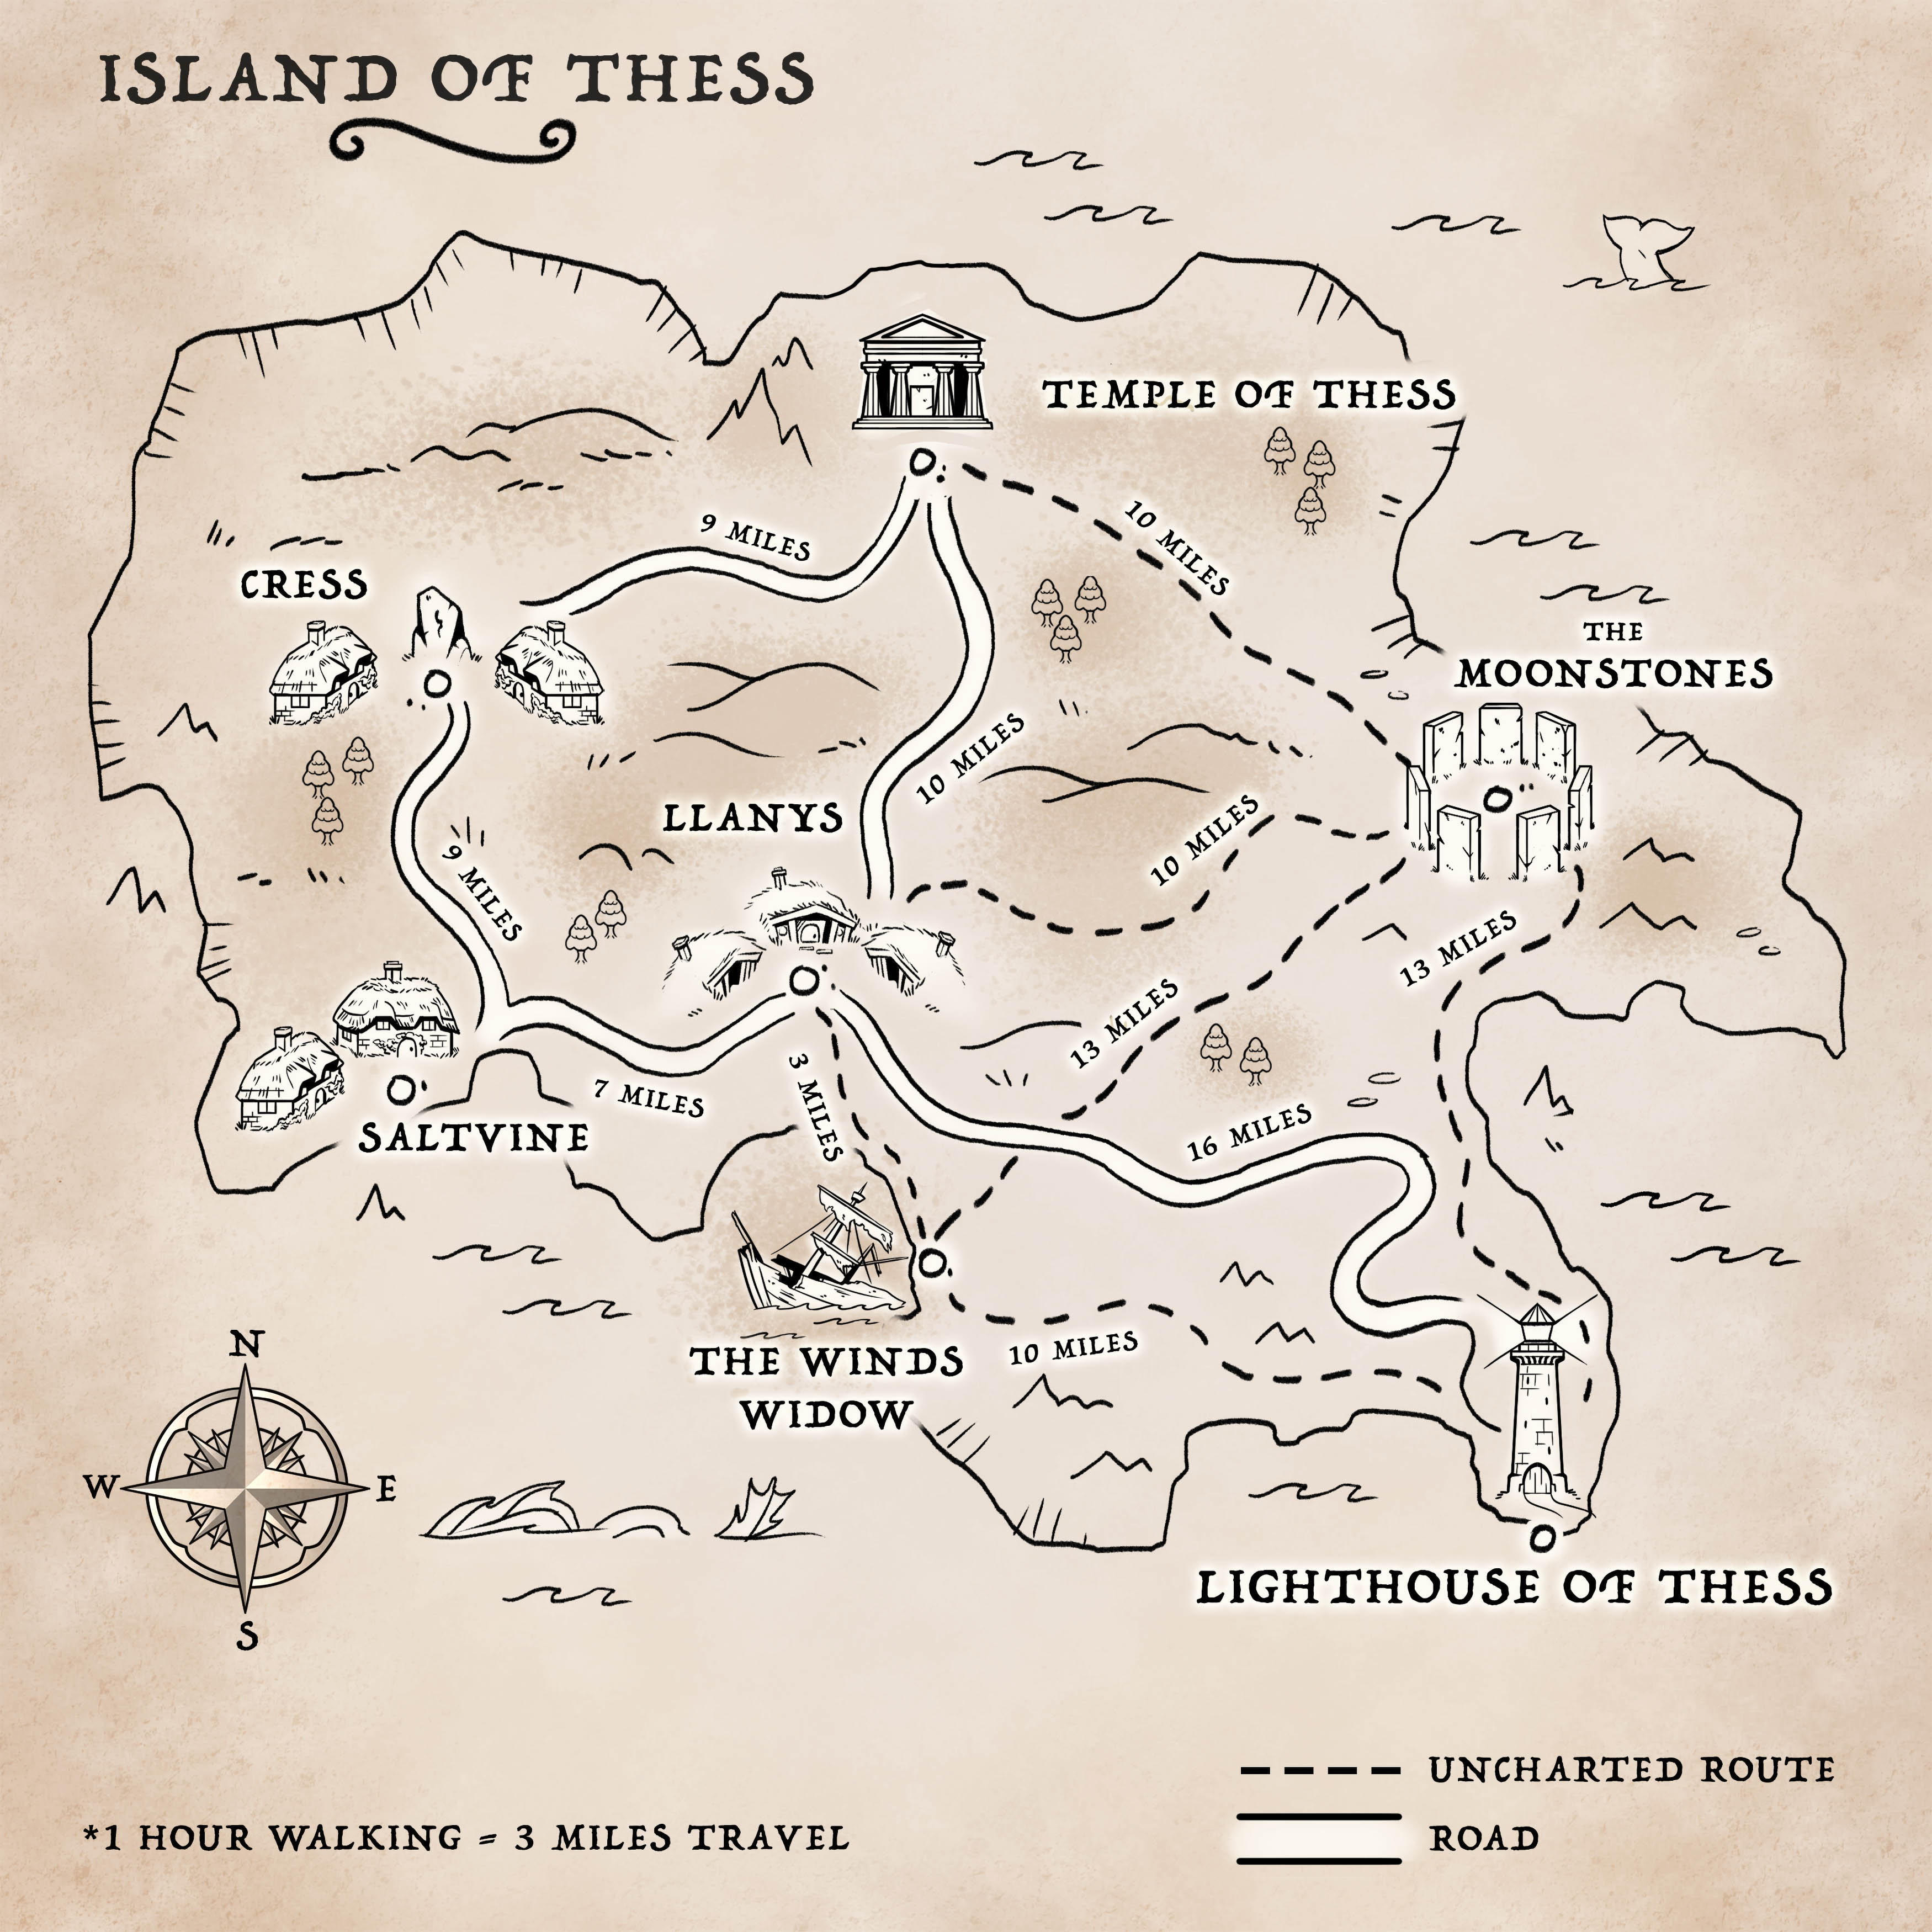 ISLAND OF THESS
TEMPLE OF THESS
9 MILES
10 MILES
CRESS
THE
MOONSTONES
10 MILES
LLANYS
10 MILES
9 MILES
13 MILES
13 MILES
3 MILES
7 MILES
16 MILES
SALTVINE
10 MILES
THE WINDS
WIDOW
N
W
E
S
LIGHTHOUSE OF THESS
UNCHARTED ROUTE
ROAD
*1 HOUR WALKING = 3 MILES TRAVEL